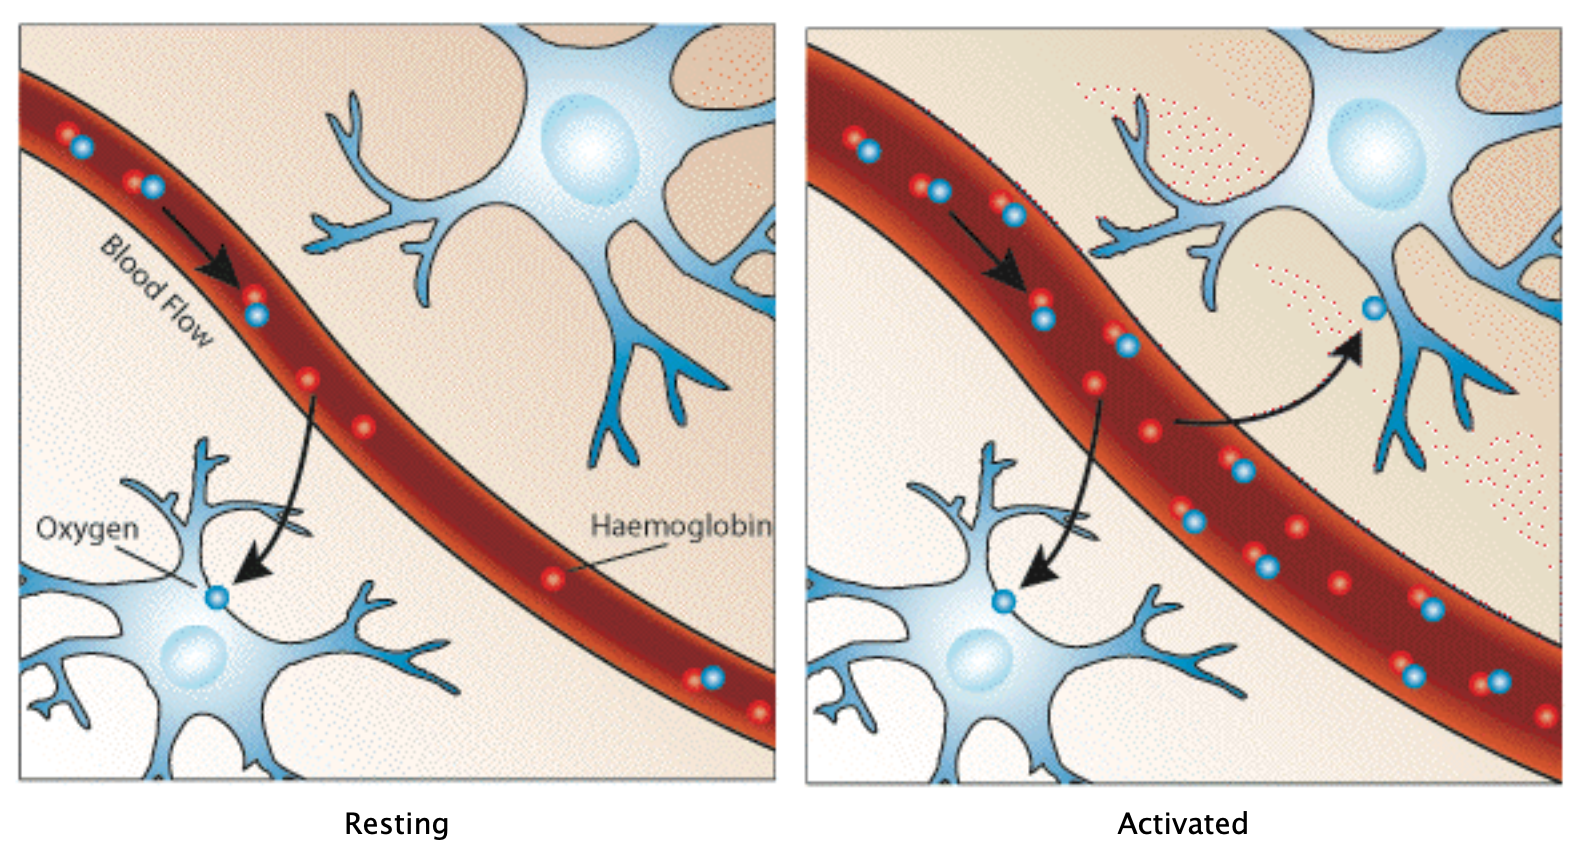 Blood Flow
Oxygen
Haemoglobin
Resting
Activated